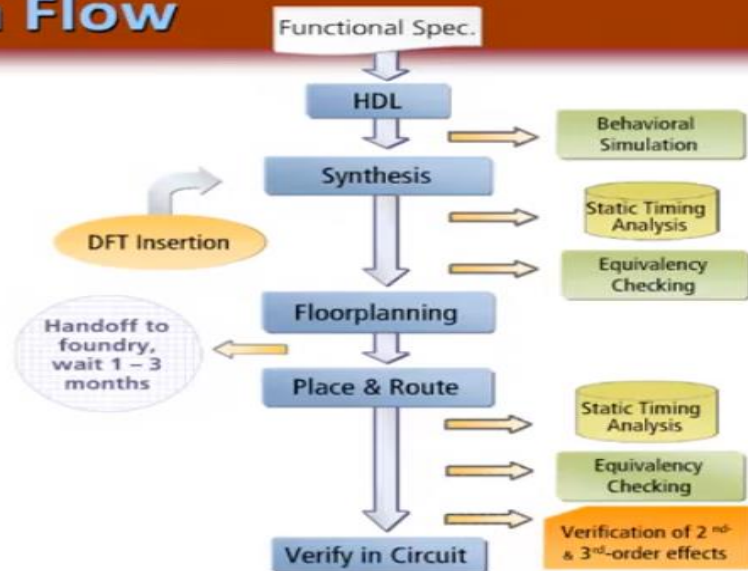 Flow
Functional Spec.
HDL
Behavioral
Simulation
Synthesis
Static Timing
Analysis
DFT Insertion
Equivalency
Checking
Floorplanning
Handoff to
foundry,
wait 1 – 3
months
Place & Route
Static Timing
Analysis
Equivalency
Checking
Verification of 2nd-
& 3rd-order effects
Verify in Circuit